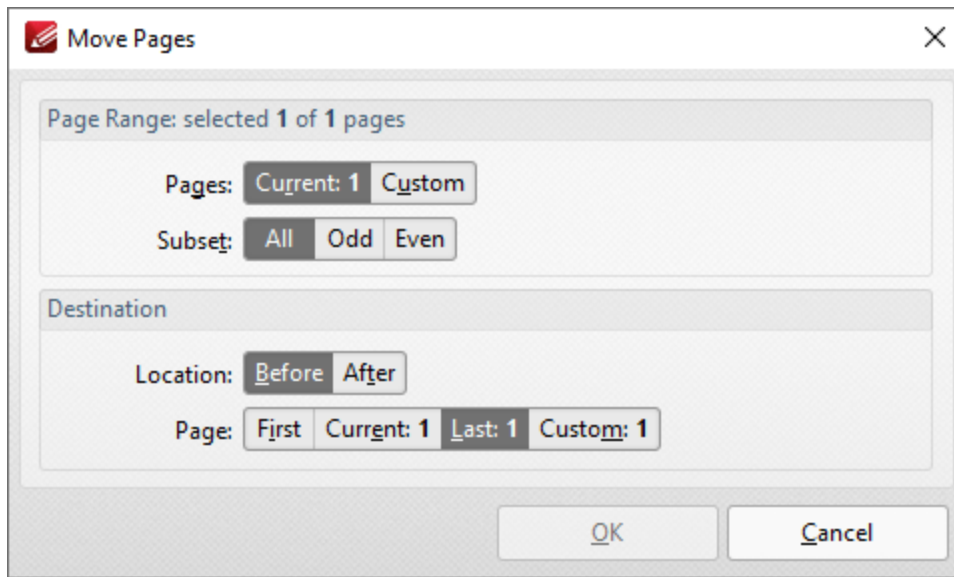 Move Pages
Page Range: selected 1 of 1 pages
Pages: Current: 1 Custom
Subset: All Odd Even
Destination
Location: Before After
Page: First Current: 1 Last: 1 Custom: 1
OK Cancel